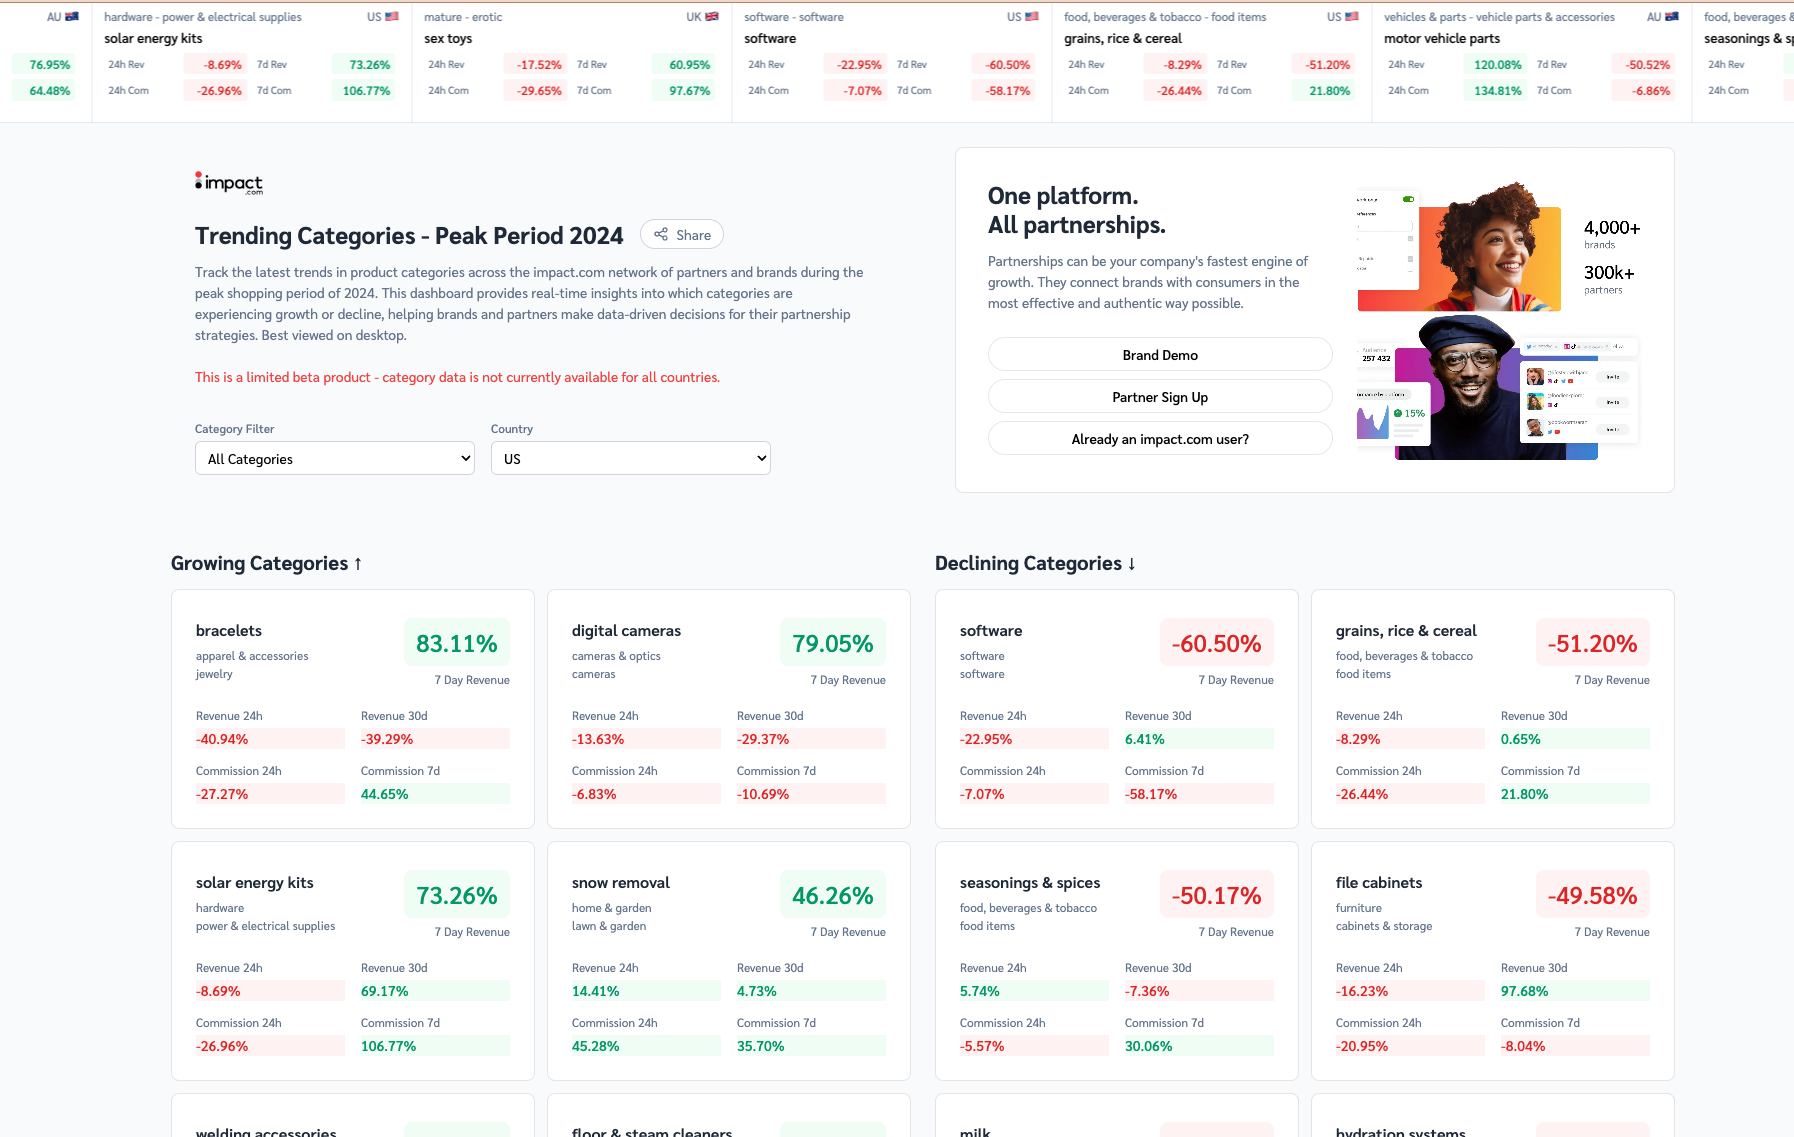 AU
76.95%
64.48%
hardware - power & electrical supplies US
solar energy kits
24h Rev -8.69% 7d Rev 73.26%
24h Com -26.96% 7d Com 106.77%
mature - erotic UK
sex toys
24h Rev -17.52% 7d Rev 60.95%
24h Com -29.65% 7d Com 97.67%
software - software US
software
24h Rev -22.95% 7d Rev -60.50%
24h Com -7.07% 7d Com -58.17%
food, beverages & tobacco - food items US
grains, rice & cereal
24h Rev -8.29% 7d Rev -51.20%
24h Com -26.44% 7d Com 21.80%
vehicles & parts - vehicle parts & accessories AU
motor vehicle parts
24h Rev 120.08% 7d Rev -50.52%
24h Com 134.81% 7d Com -6.86%
food, beverages &
seasonings & sp
24h Rev
24h Com
impact
.com
Trending Categories - Peak Period 2024 Share
Track the latest trends in product categories across the impact.com network of partners and brands during the
peak shopping period of 2024. This dashboard provides real-time insights into which categories are
experiencing growth or decline, helping brands and partners make data-driven decisions for their partnership
strategies. Best viewed on desktop.
This is a limited beta product - category data is not currently available for all countries.
Category Filter Country
All Categories US
One platform.
All partnerships.
Partnerships can be your company's fastest engine of
growth. They connect brands with consumers in the
most effective and authentic way possible.
Brand Demo
Partner Sign Up
Already an impact.com user?
4,000+
brands
300k+
partners
Audience
257 432
15%
Invite
Invite
Invite
Growing Categories ↑
bracelets 83.11%
apparel & accessories
jewelry 7 Day Revenue
Revenue 24h Revenue 30d
-40.94% -39.29%
Commission 24h Commission 7d
-27.27% 44.65%
digital cameras 79.05%
cameras & optics
cameras 7 Day Revenue
Revenue 24h Revenue 30d
-13.63% -29.37%
Commission 24h Commission 7d
-6.83% -10.69%
solar energy kits 73.26%
hardware
power & electrical supplies 7 Day Revenue
Revenue 24h Revenue 30d
-8.69% 69.17%
Commission 24h Commission 7d
-26.96% 106.77%
snow removal 46.26%
home & garden
lawn & garden 7 Day Revenue
Revenue 24h Revenue 30d
14.41% 4.73%
Commission 24h Commission 7d
45.28% 35.70%
welding accessories
floor & steam cleaners
Declining Categories ↓
software -60.50%
software
software 7 Day Revenue
Revenue 24h Revenue 30d
-22.95% 6.41%
Commission 24h Commission 7d
-7.07% -58.17%
grains, rice & cereal -51.20%
food, beverages & tobacco
food items 7 Day Revenue
Revenue 24h Revenue 30d
-8.29% 0.65%
Commission 24h Commission 7d
-26.44% 21.80%
seasonings & spices -50.17%
food, beverages & tobacco
food items 7 Day Revenue
Revenue 24h Revenue 30d
5.74% -7.36%
Commission 24h Commission 7d
-5.57% 30.06%
file cabinets -49.58%
furniture
cabinets & storage 7 Day Revenue
Revenue 24h Revenue 30d
-16.23% 97.68%
Commission 24h Commission 7d
-20.95% -8.04%
milk
hydration systems